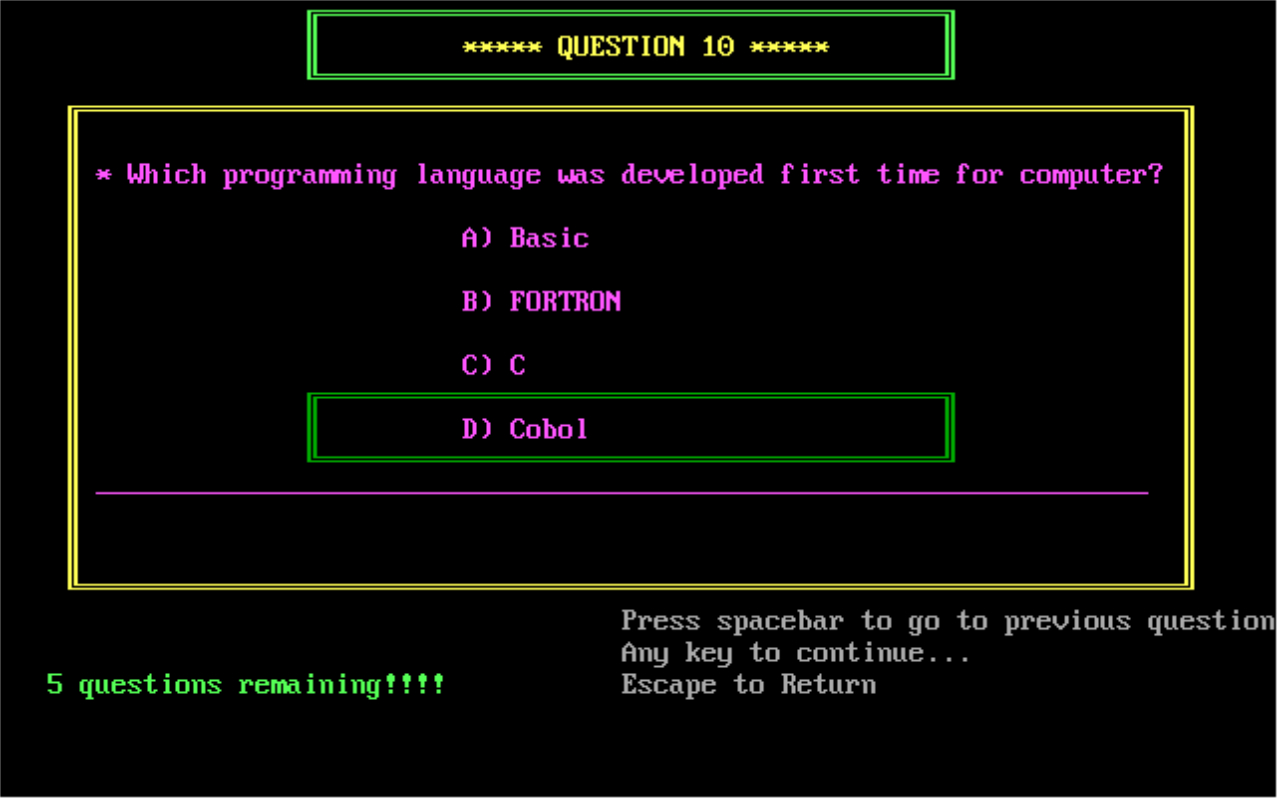 ***** QUESTION 10 *****
* Which programming language was developed first time for computer?
A) Basic
B) FORTRON
C) C
D) Cobol
Press spacebar to go to previous question
Any key to continue...
5 questions remaining!!!! Escape to Return